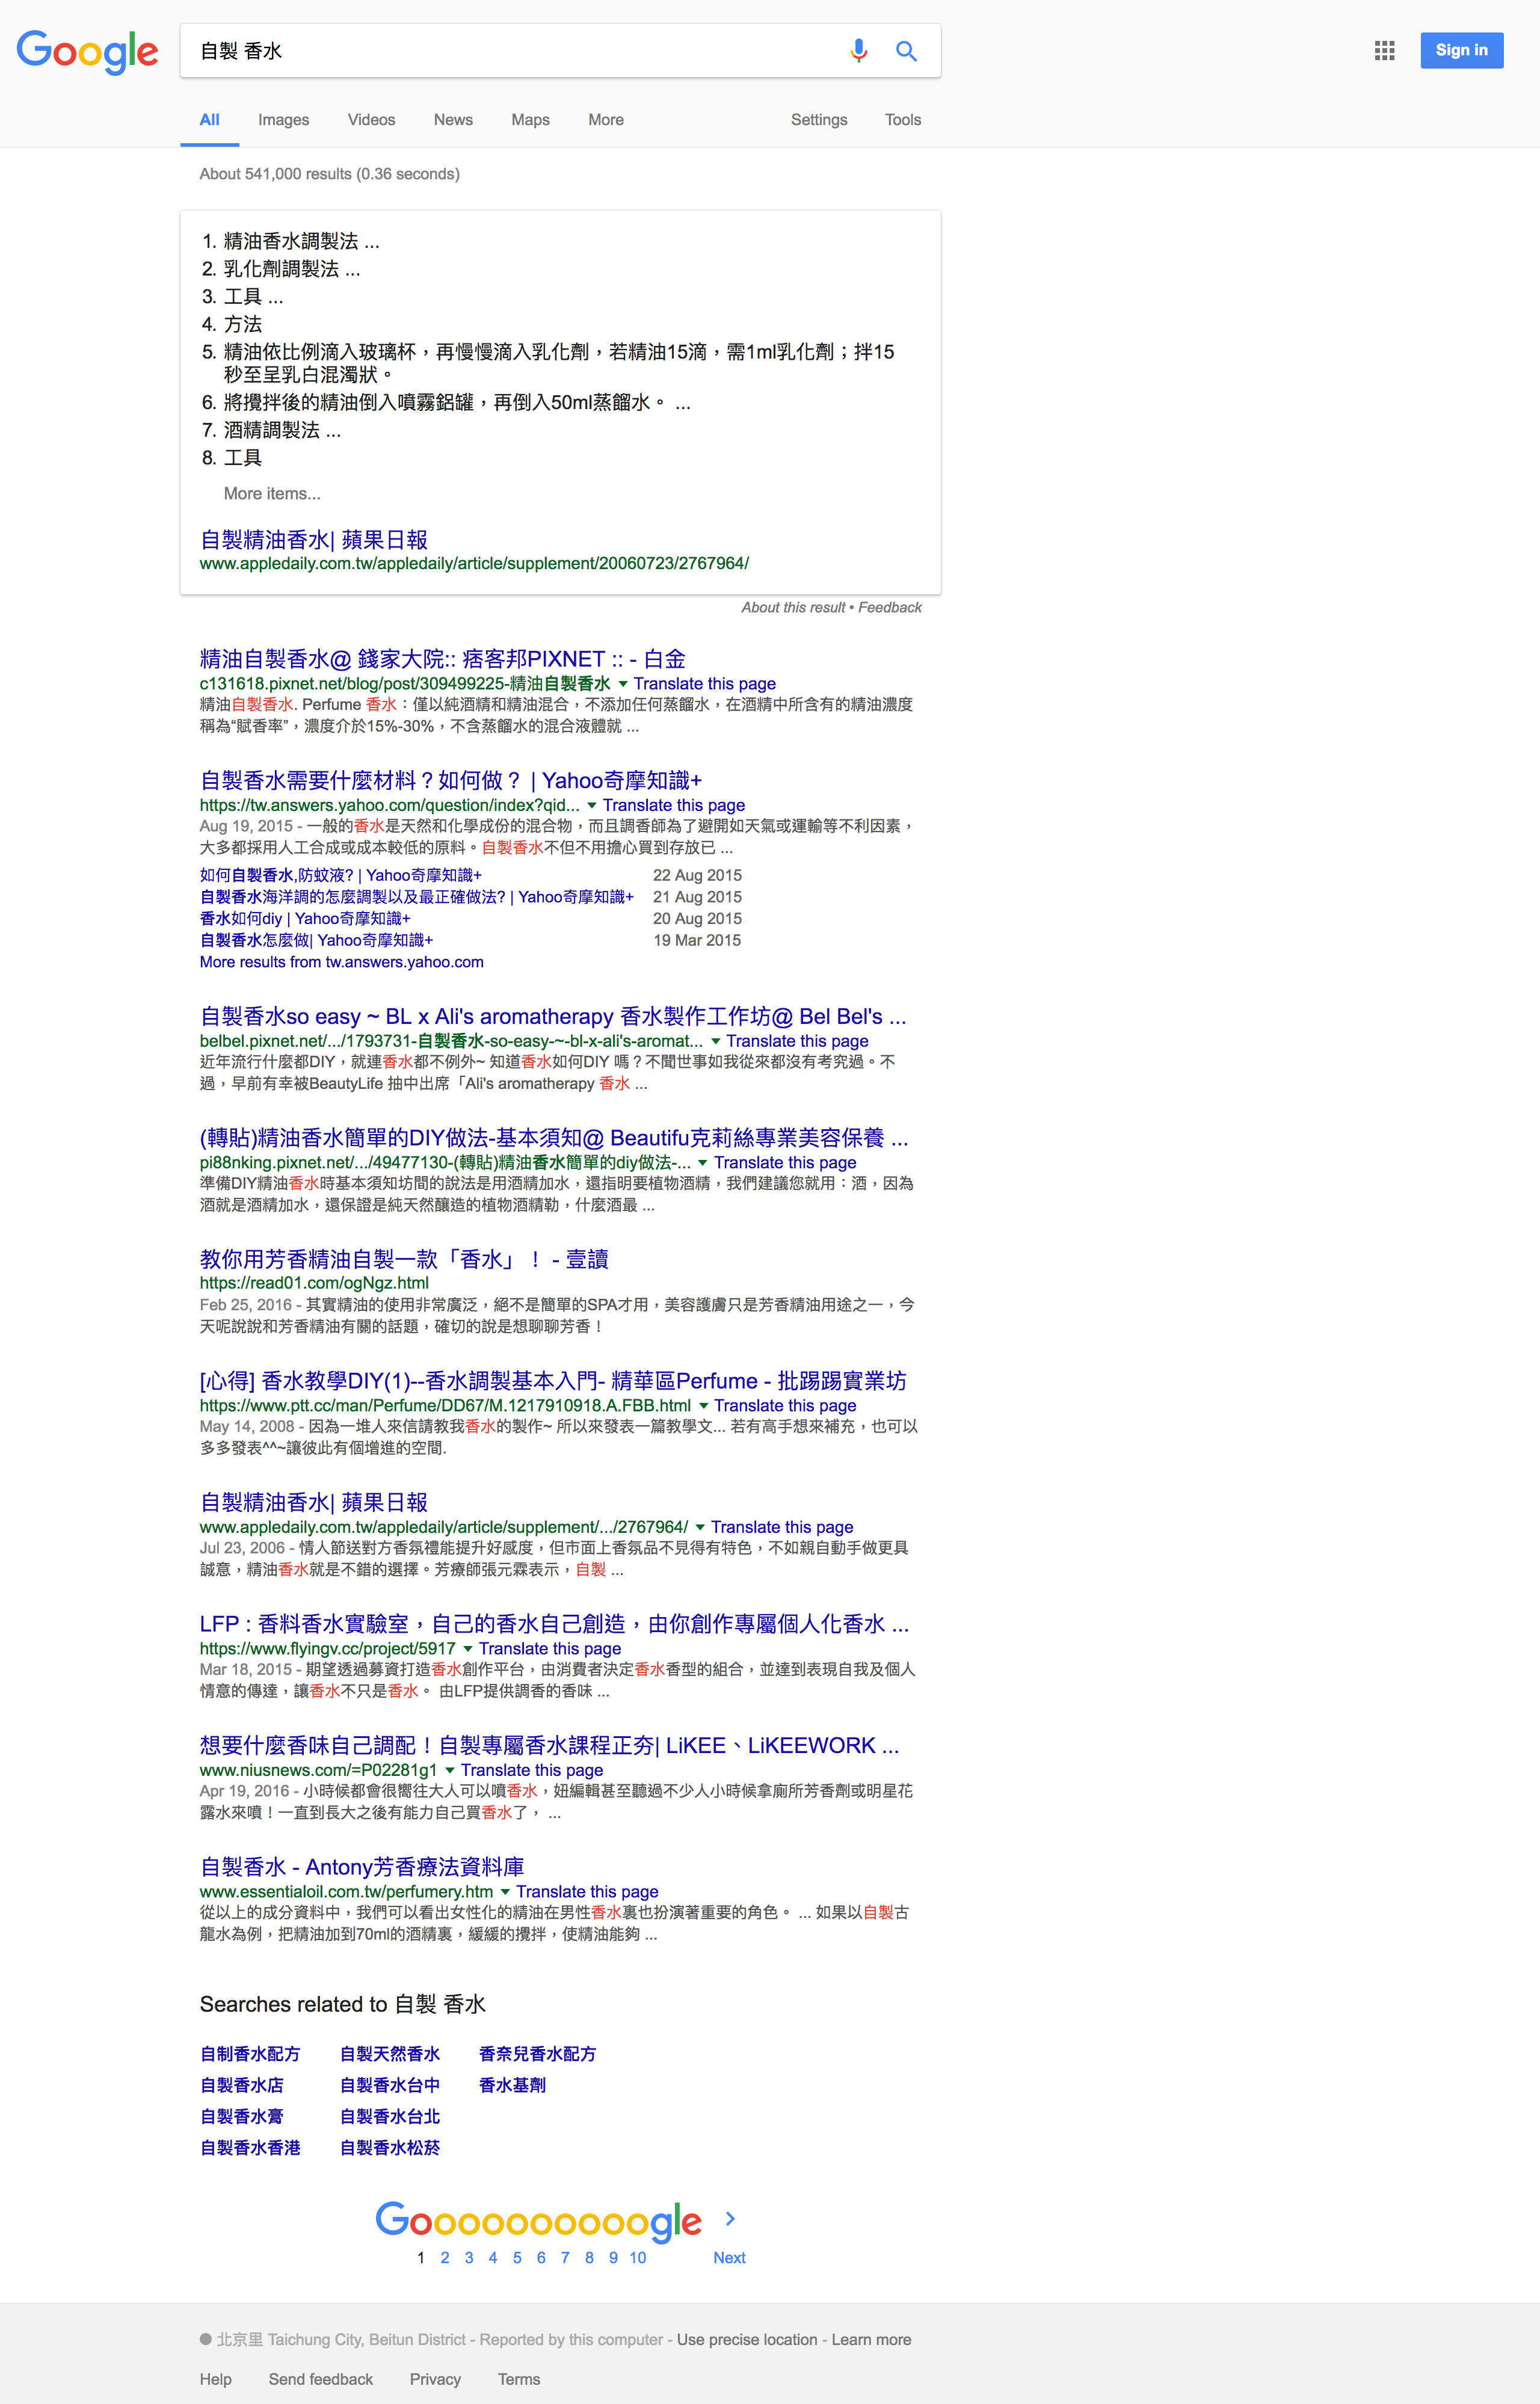 Google
自製 香水
Sign in
All Images Videos News Maps More Settings Tools
About 541,000 results (0.36 seconds)
1. 精油香水調製法 ...
2. 乳化劑調製法 ...
3. 工具 ...
4. 方法
5. 精油依比例滴入玻璃杯，再慢慢滴入乳化劑，若精油15滴，需1ml乳化劑；拌15
秒至呈乳白混濁狀。
6. 將攪拌後的精油倒入噴霧鋁罐，再倒入50ml蒸餾水。 ...
7. 酒精調製法 ...
8. 工具
More items...
自製精油香水| 蘋果日報
www.appledaily.com.tw/appledaily/article/supplement/20060723/2767964/
About this result • Feedback
精油自製香水@ 錢家大院:: 痞客邦PIXNET :: - 白金
c131618.pixnet.net/blog/post/309499225-精油自製香水 Translate this page
精油自製香水. Perfume 香水：僅以純酒精和精油混合，不添加任何蒸餾水，在酒精中所含有的精油濃度
稱為“賦香率”，濃度介於15%-30%，不含蒸餾水的混合液體就 ...
自製香水需要什麼材料？如何做？ | Yahoo奇摩知識+
https://tw.answers.yahoo.com/question/index?qid... Translate this page
Aug 19, 2015 - 一般的香水是天然和化學成份的混合物，而且調香師為了避開如天氣或運輸等不利因素，
大多都採用人工合成或成本較低的原料。自製香水不但不用擔心買到存放已 ...
如何自製香水,防蚊液? | Yahoo奇摩知識+ 22 Aug 2015
自製香水海洋調的怎麼調製以及最正確做法? | Yahoo奇摩知識+ 21 Aug 2015
香水如何diy | Yahoo奇摩知識+ 20 Aug 2015
自製香水怎麼做| Yahoo奇摩知識+ 19 Mar 2015
More results from tw.answers.yahoo.com
自製香水so easy ~ BL x Ali's aromatherapy 香水製作工作坊@ Bel Bel's ...
belbel.pixnet.net/.../1793731-自製香水-so-easy-~-bl-x-ali's-aromat... Translate this page
近年流行什麼都DIY，就連香水都不例外~ 知道香水如何DIY 嗎？不聞世事如我從來都沒有考究過。不
過，早前有幸被BeautyLife 抽中出席「Ali's aromatherapy 香水 ...
(轉貼)精油香水簡單的DIY做法-基本須知@ Beautifu克莉絲專業美容保養 ...
pi88nking.pixnet.net/.../49477130-(轉貼)精油香水簡單的diy做法-... Translate this page
準備DIY精油香水時基本須知坊間的說法是用酒精加水，還指明要植物酒精，我們建議您就用：酒，因為
酒就是酒精加水，還保證是純天然釀造的植物酒精勒，什麼酒最 ...
教你用芳香精油自製一款「香水」！ - 壹讀
https://read01.com/ogNgz.html
Feb 25, 2016 - 其實精油的使用非常廣泛，絕不是簡單的SPA才用，美容護膚只是芳香精油用途之一，今
天呢說說和芳香精油有關的話題，確切的說是想聊聊芳香！
[心得] 香水教學DIY(1)--香水調製基本入門- 精華區Perfume - 批踢踢實業坊
https://www.ptt.cc/man/Perfume/DD67/M.1217910918.A.FBB.html Translate this page
May 14, 2008 - 因為一堆人來信請教我香水的製作~ 所以來發表一篇教學文... 若有高手想來補充，也可以
多多發表^^~讓彼此有個增進的空間.
自製精油香水| 蘋果日報
www.appledaily.com.tw/appledaily/article/supplement/.../2767964/ Translate this page
Jul 23, 2006 - 情人節送對方香氛禮能提升好感度，但市面上香氛品不見得有特色，不如親自動手做更具
誠意，精油香水就是不錯的選擇。芳療師張元霖表示，自製 ...
LFP : 香料香水實驗室，自己的香水自己創造，由你創作專屬個人化香水 ...
https://www.flyingv.cc/project/5917 Translate this page
Mar 18, 2015 - 期望透過募資打造香水創作平台，由消費者決定香水香型的組合，並達到表現自我及個人
情意的傳達，讓香水不只是香水。 由LFP提供調香的香味 ...
想要什麼香味自己調配！自製專屬香水課程正夯| LiKEE、LiKEEWORK ...
www.niusnews.com/=P02281g1 Translate this page
Apr 19, 2016 - 小時候都會很嚮往大人可以噴香水，妞編輯甚至聽過不少人小時候拿廁所芳香劑或明星花
露水來噴！一直到長大之後有能力自己買香水了， ...
自製香水 - Antony芳香療法資料庫
www.essentialoil.com.tw/perfumery.htm Translate this page
從以上的成分資料中，我們可以看出女性化的精油在男性香水裏也扮演著重要的角色。 ... 如果以自製古
龍水為例，把精油加到70ml的酒精裏，緩緩的攪拌，使精油能夠 ...
Searches related to 自製 香水
自制香水配方 自製天然香水 香奈兒香水配方
自製香水店 自製香水台中 香水基劑
自製香水膏 自製香水台北
自製香水香港 自製香水松菸
Goooooooooogle
1 2 3 4 5 6 7 8 9 10 Next
北京里 Taichung City, Beitun District - Reported by this computer - Use precise location - Learn more
Help Send feedback Privacy Terms